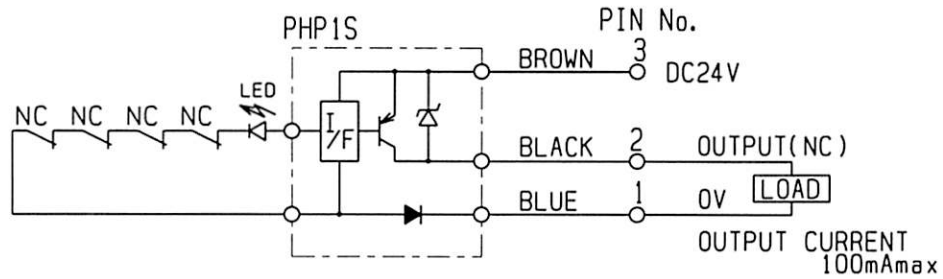 PHP1S
PIN No.
BROWN 3 DC24V
LED
NC NC NC NC
I/F
BLACK 2 OUTPUT(NC)
LOAD
BLUE 1 0V
OUTPUT CURRENT
100mAmax